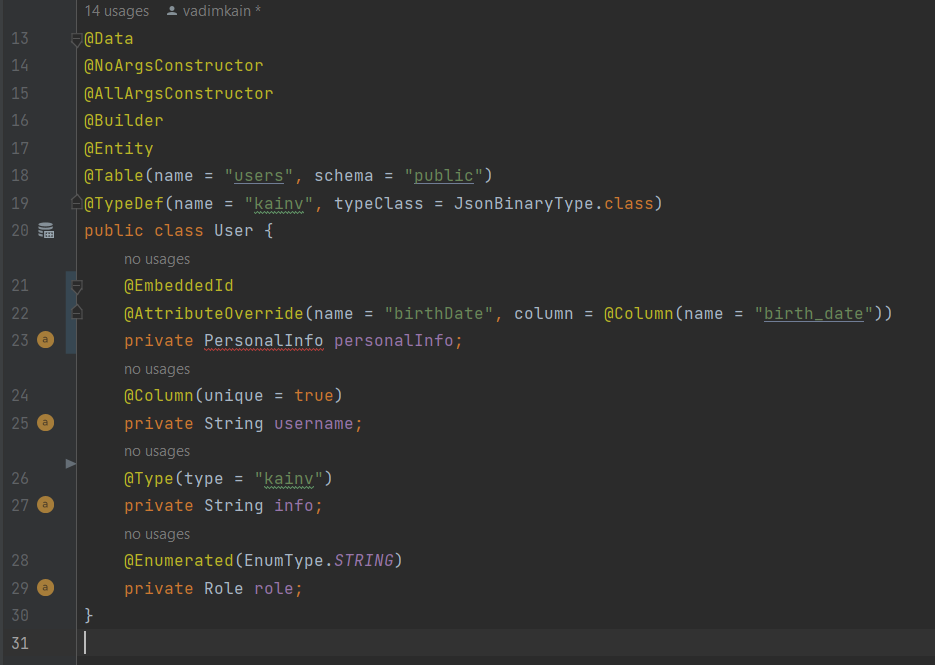 14 usages vadimkain *
13 @Data
14 @NoArgsConstructor
15 @AllArgsConstructor
16 @Builder
17 @Entity
18 @Table(name = "users", schema = "public")
19 @TypeDef(name = "kainv", typeClass = JsonBinaryType.class)
20 public class User {
no usages
21 @EmbeddedId
22 @AttributeOverride(name = "birthDate", column = @Column(name = "birth_date"))
23 a private PersonalInfo personalInfo;
no usages
24 @Column(unique = true)
25 a private String username;
no usages
26 @Type(type = "kainv")
27 a private String info;
no usages
28 @Enumerated(EnumType.STRING)
29 a private Role role;
30 }
31